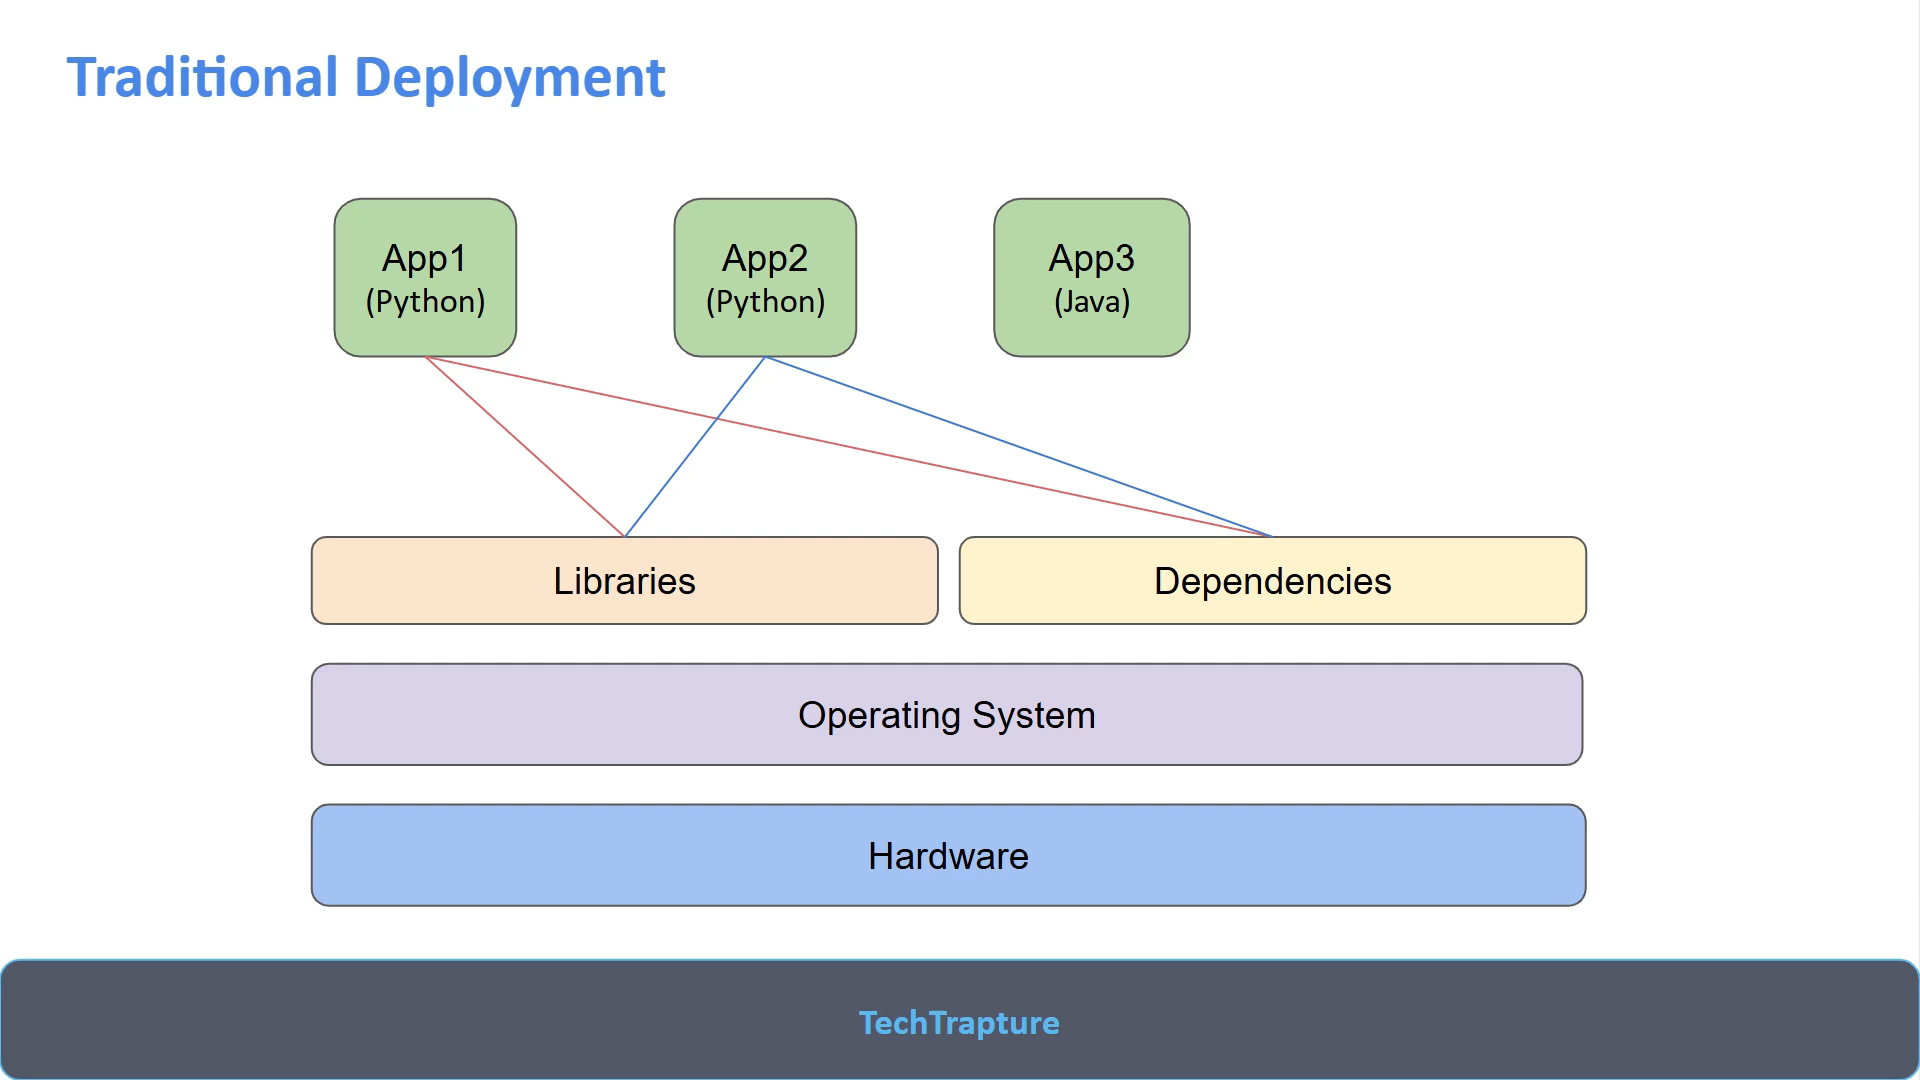 Traditional Deployment
App1
(Python)
App2
(Python)
App3
(Java)
Libraries
Dependencies
Operating System
Hardware
TechTrapture